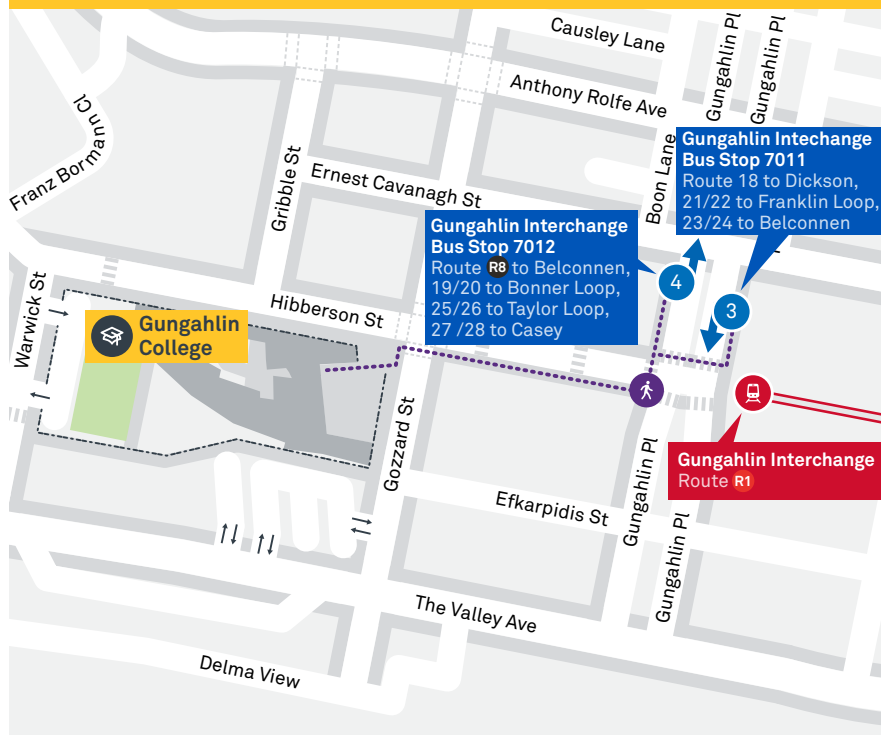 Causley Lane
Gungahlin Pl
Gungahlin Pl
Anthony Rolfe Ave
Franz Bormann Cl
Gribble St
Ernest Cavanagh St
Boon Lane
Gungahlin Intechange
Bus Stop 7011
Route 18 to Dickson,
21/22 to Franklin Loop,
23/24 to Belconnen
Gungahlin Interchange
Bus Stop 7012
Route R8 to Belconnen,
19/20 to Bonner Loop,
25/26 to Taylor Loop,
27 /28 to Casey
4
3
Warwick St
Hibberson St
Gungahlin
College
Gozzard St
Gungahlin Interchange
Route R1
Efkarpidis St
Gungahlin Pl
Gungahlin Pl
The Valley Ave
Delma View